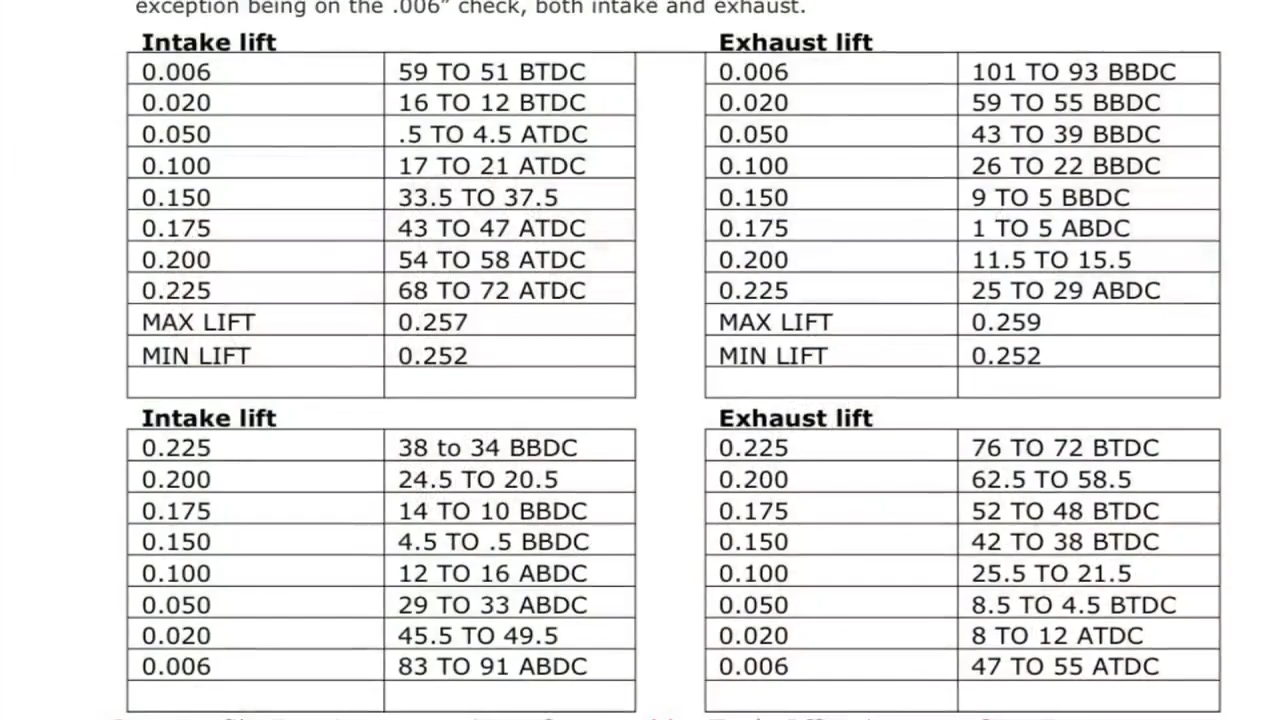 exception being on the .006” check, both intake and exhaust.
Intake lift Exhaust lift
0.006 59 TO 51 BTDC 0.006 101 TO 93 BBDC
0.020 16 TO 12 BTDC 0.020 59 TO 55 BBDC
0.050 .5 TO 4.5 ATDC 0.050 43 TO 39 BBDC
0.100 17 TO 21 ATDC 0.100 26 TO 22 BBDC
0.150 33.5 TO 37.5 0.150 9 TO 5 BBDC
0.175 43 TO 47 ATDC 0.175 1 TO 5 ABDC
0.200 54 TO 58 ATDC 0.200 11.5 TO 15.5
0.225 68 TO 72 ATDC 0.225 25 TO 29 ABDC
MAX LIFT 0.257 MAX LIFT 0.259
MIN LIFT 0.252 MIN LIFT 0.252
Intake lift Exhaust lift
0.225 38 to 34 BBDC 0.225 76 TO 72 BTDC
0.200 24.5 TO 20.5 0.200 62.5 TO 58.5
0.175 14 TO 10 BBDC 0.175 52 TO 48 BTDC
0.150 4.5 TO .5 BBDC 0.150 42 TO 38 BTDC
0.100 12 TO 16 ABDC 0.100 25.5 TO 21.5
0.050 29 TO 33 ABDC 0.050 8.5 TO 4.5 BTDC
0.020 45.5 TO 49.5 0.020 8 TO 12 ATDC
0.006 83 TO 91 ABDC 0.006 47 TO 55 ATDC